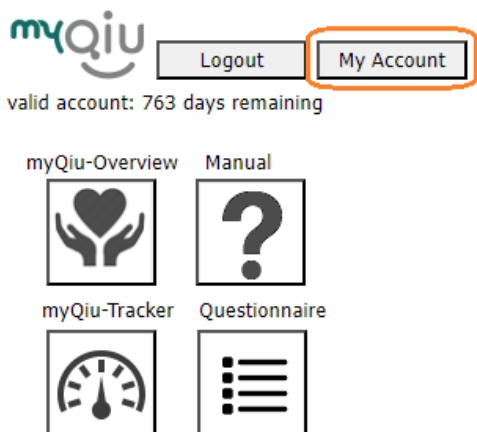 myQiu
Logout My Account
valid account: 763 days remaining
myQiu-Overview Manual
?
myQiu-Tracker Questionnaire